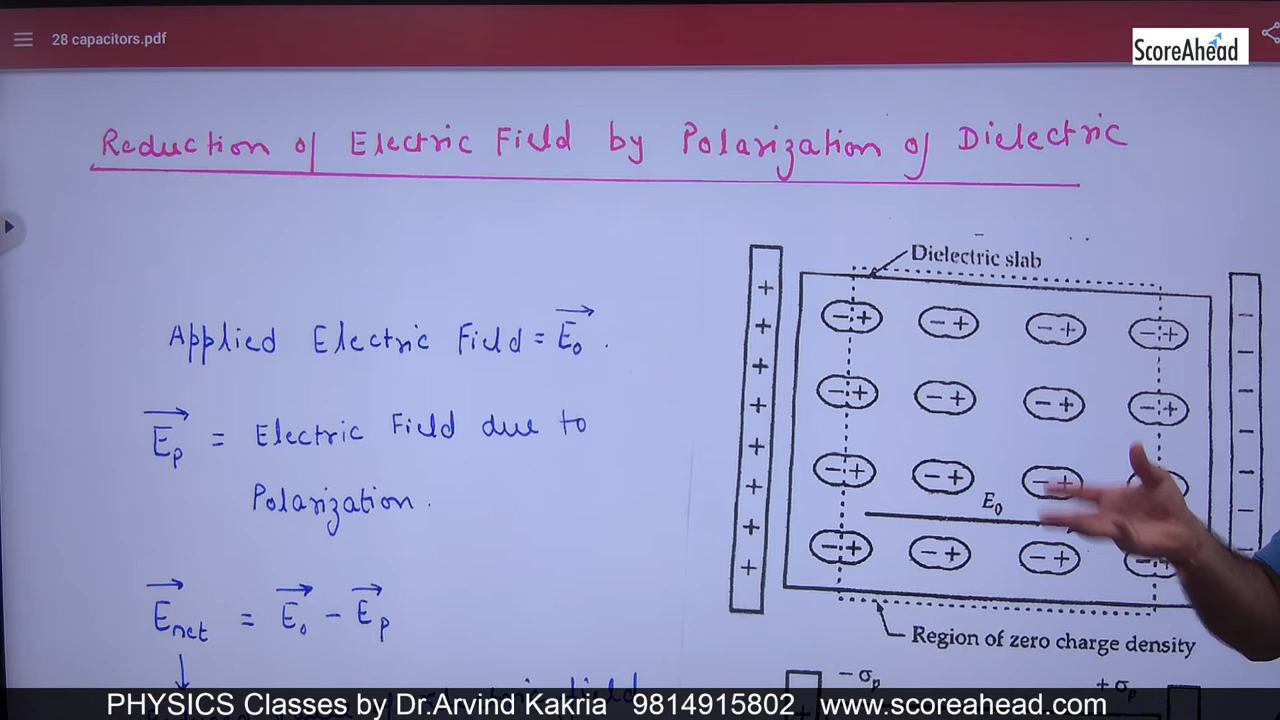 28 capacitors.pdf
ScoreAhead
Reduction of Electric Field by Polarization of Dielectric
Applied Electric Field = E₀.
Eₚ = Electric Field due to
Polarization.
E_net = E₀ - Eₚ
Dielectric slab
E₀
Region of zero charge density
- σₚ
+ σₚ
PHYSICS Classes by Dr.Arvind Kakria 9814915802 www.scoreahead.com